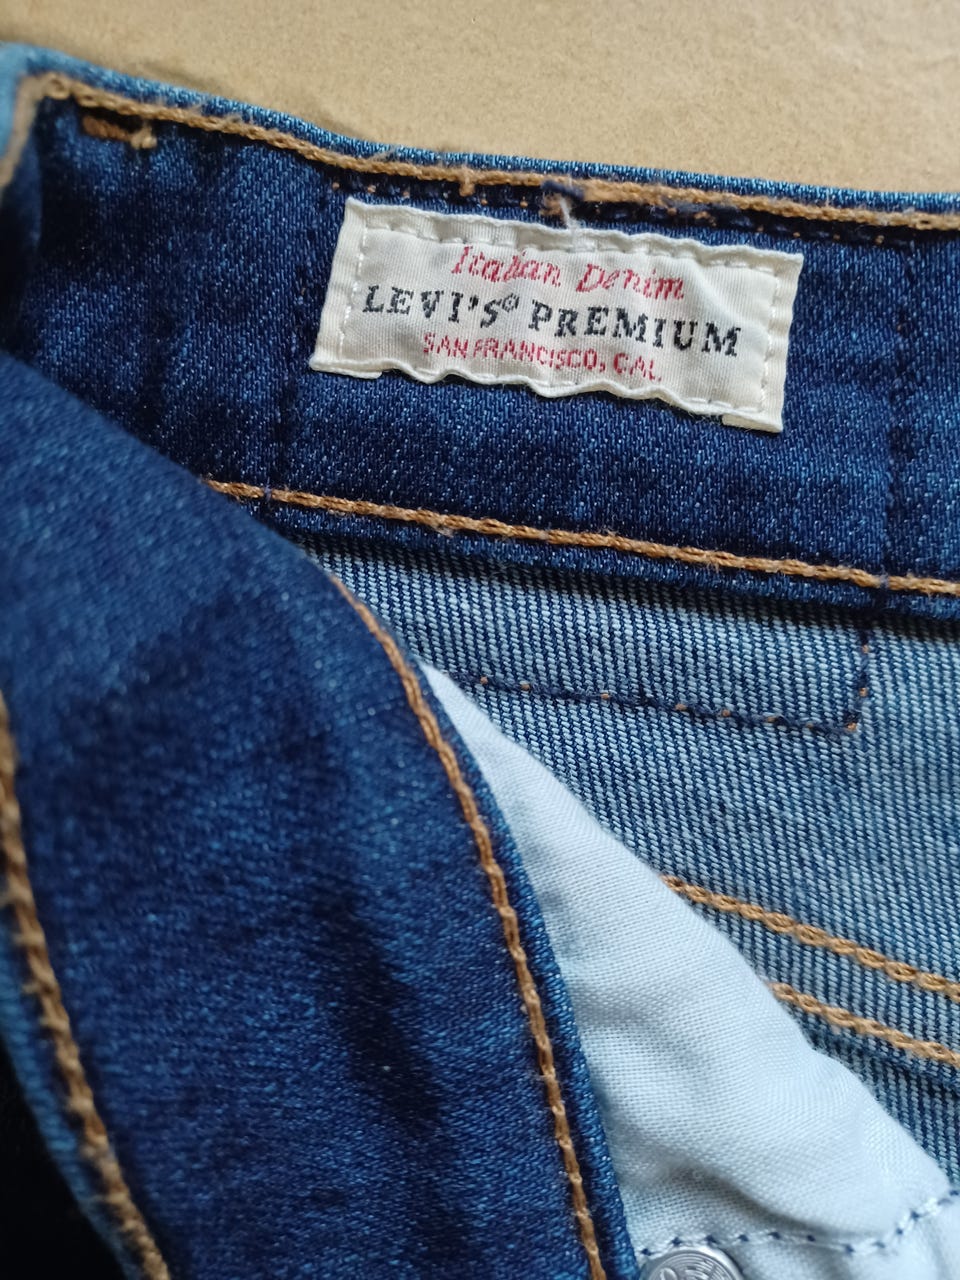 Italian Denim
LEVI'S® PREMIUM
SAN FRANCISCO, CAL.